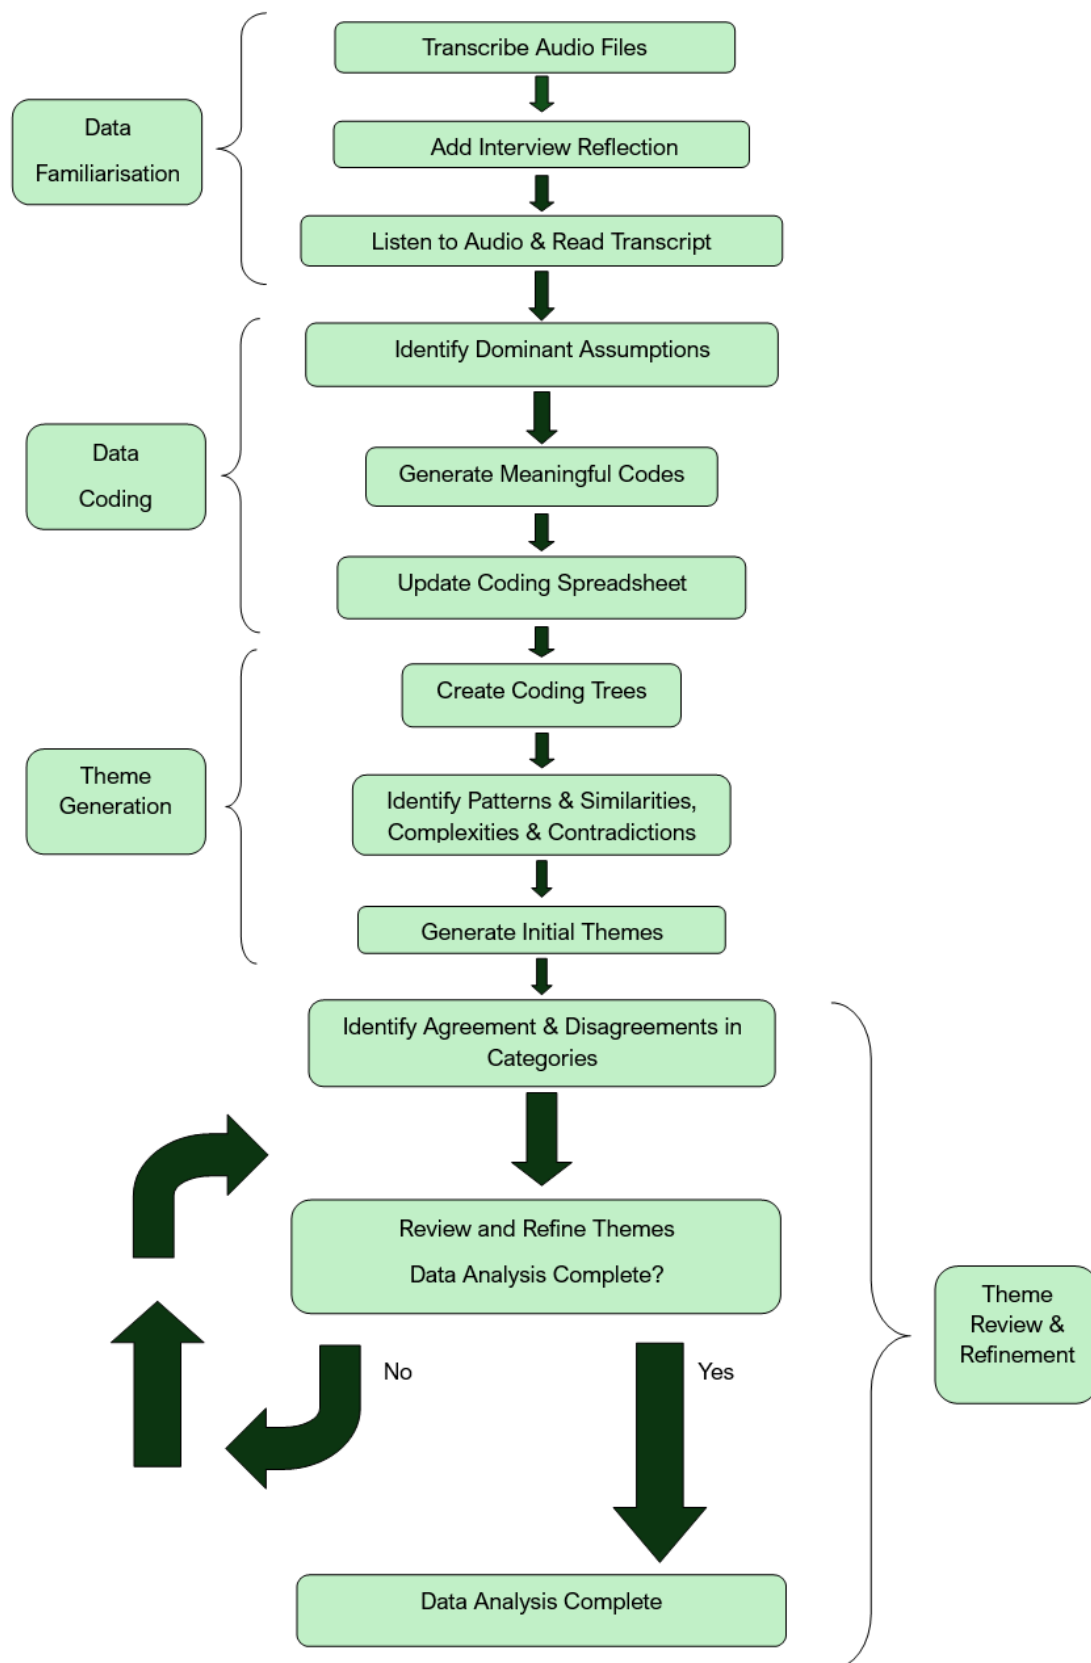 Transcribe Audio Files
Add Interview Reflection
Listen to Audio & Read Transcript
Data
Familiarisation
Identify Dominant Assumptions
Generate Meaningful Codes
Update Coding Spreadsheet
Data
Coding
Create Coding Trees
Identify Patterns & Similarities,
Complexities & Contradictions
Generate Initial Themes
Theme
Generation
Identify Agreement & Disagreements in
Categories
Review and Refine Themes
Data Analysis Complete?
No
Yes
Data Analysis Complete
Theme
Review &
Refinement